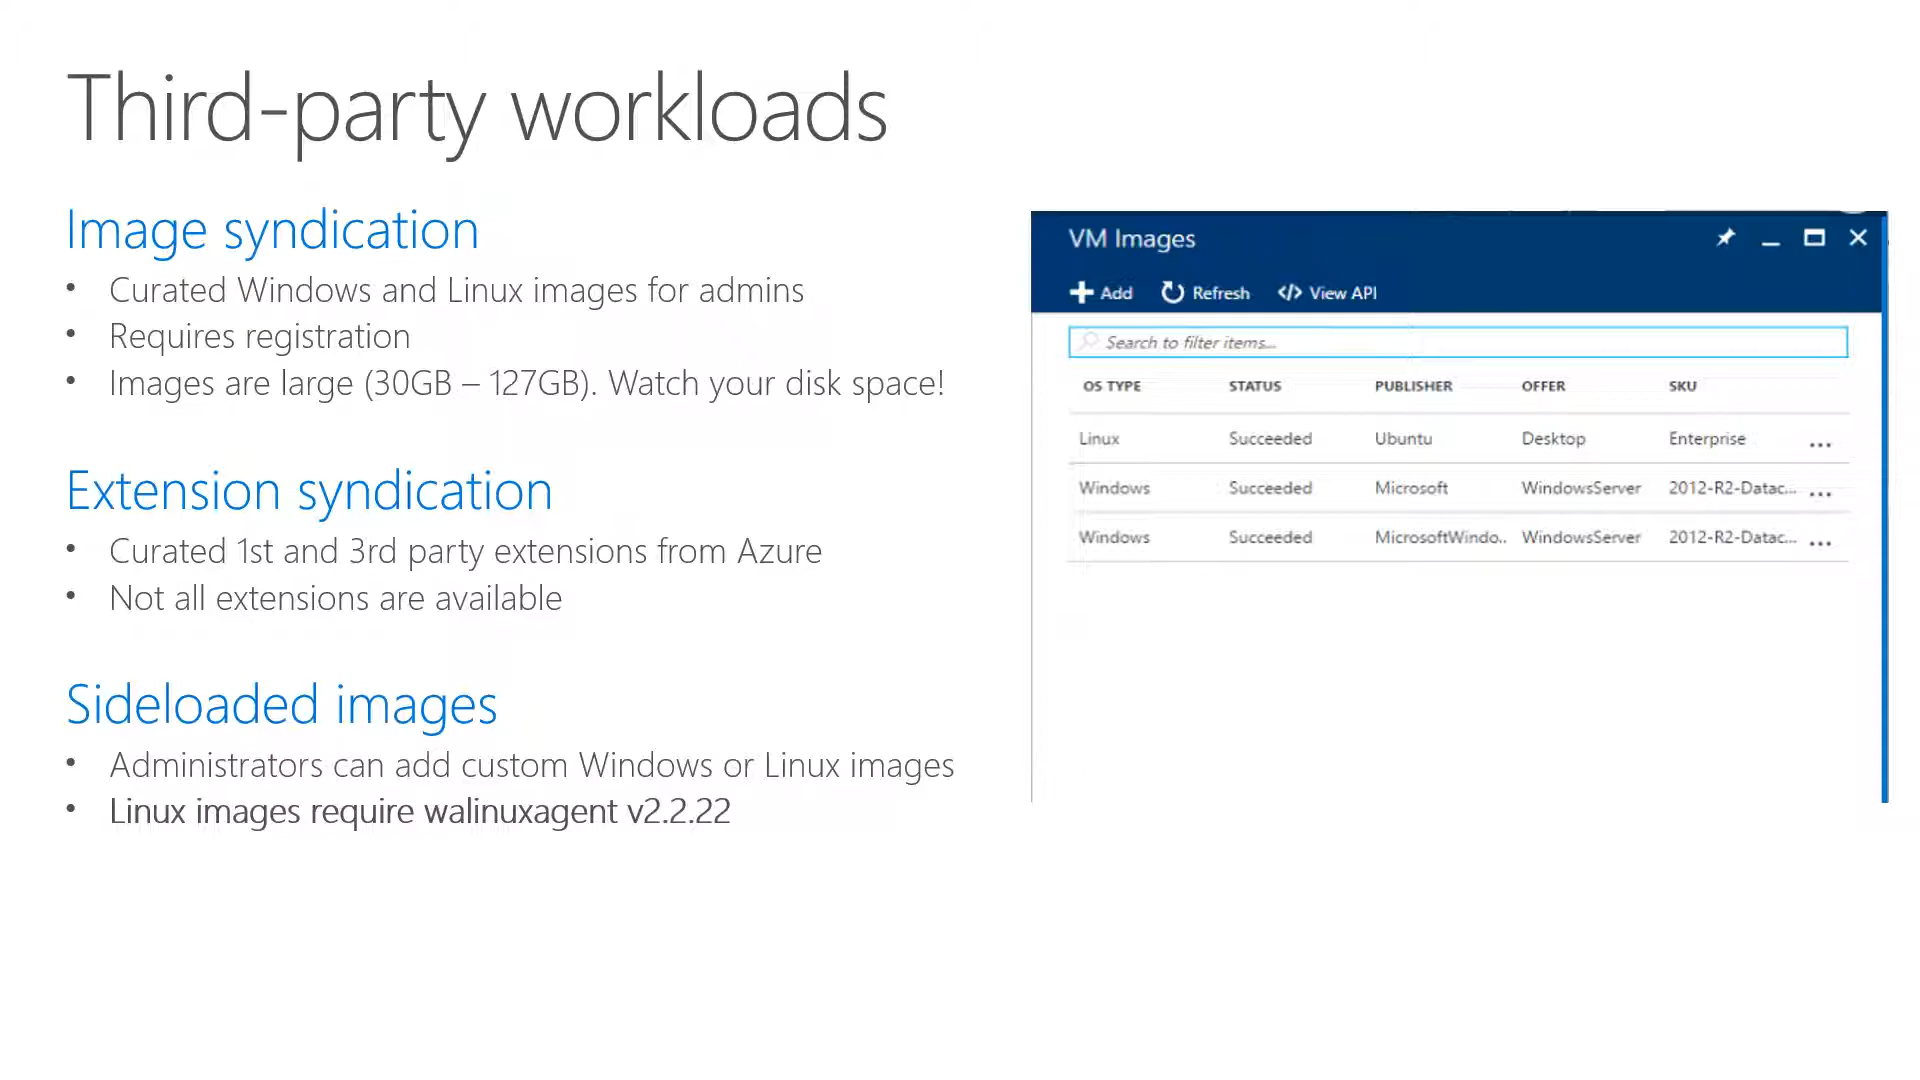 Third-party workloads
Image syndication
• Curated Windows and Linux images for admins
• Requires registration
• Images are large (30GB – 127GB). Watch your disk space!
Extension syndication
• Curated 1st and 3rd party extensions from Azure
• Not all extensions are available
Sideloaded images
• Administrators can add custom Windows or Linux images
• Linux images require walinuxagent v2.2.22
VM Images
Add Refresh </> View API
Search to filter items...
OS TYPE STATUS PUBLISHER OFFER SKU
Linux Succeeded Ubuntu Desktop Enterprise ...
Windows Succeeded Microsoft WindowsServer 2012-R2-Datac... ...
Windows Succeeded MicrosoftWindo.. WindowsServer 2012-R2-Datac... ...